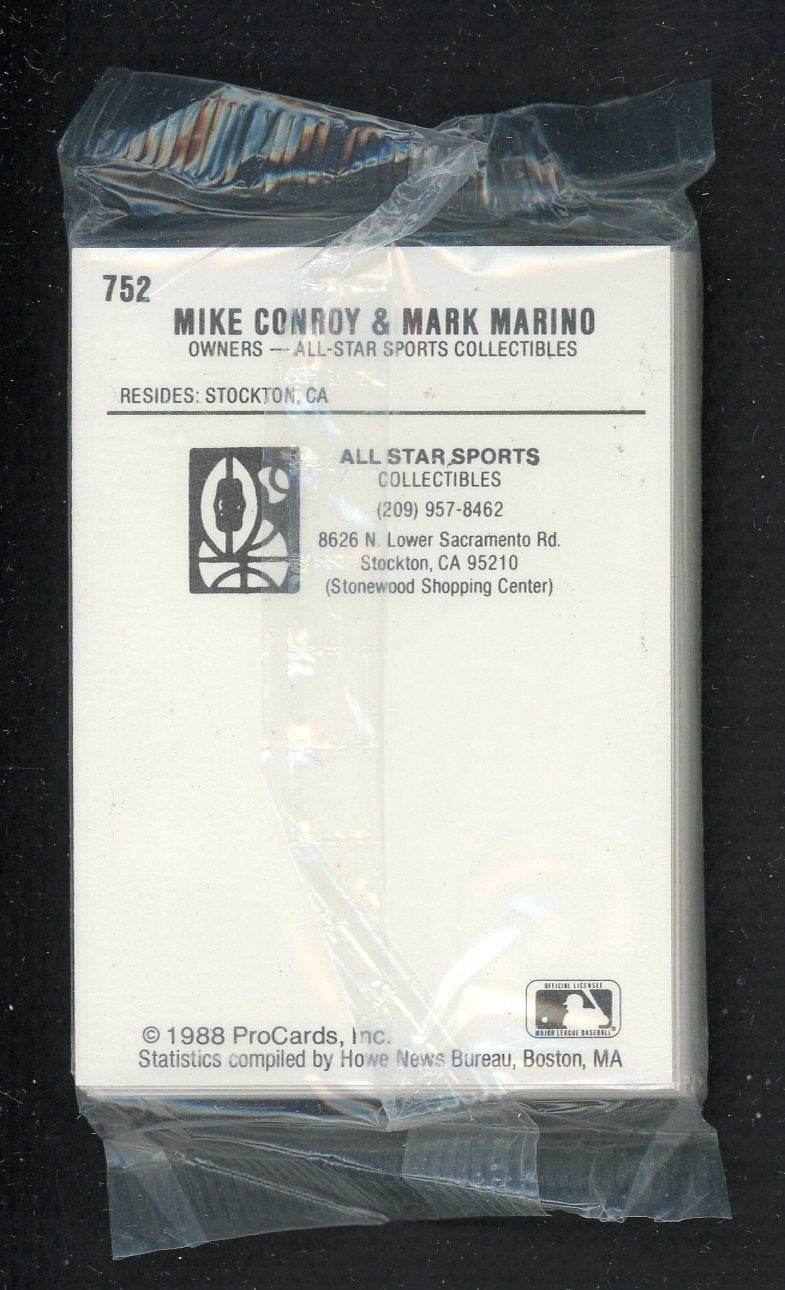 752
MIKE CONROY & MARK MARINO
OWNERS — ALL-STAR SPORTS COLLECTIBLES
RESIDES: STOCKTON, CA
ALL STAR SPORTS
COLLECTIBLES
(209) 957-8462
8626 N. Lower Sacramento Rd.
Stockton, CA 95210
(Stonewood Shopping Center)
OFFICIAL LICENSEE
MAJOR LEAGUE BASEBALL®
© 1988 ProCards, Inc.
Statistics compiled by Howe News Bureau, Boston, MA